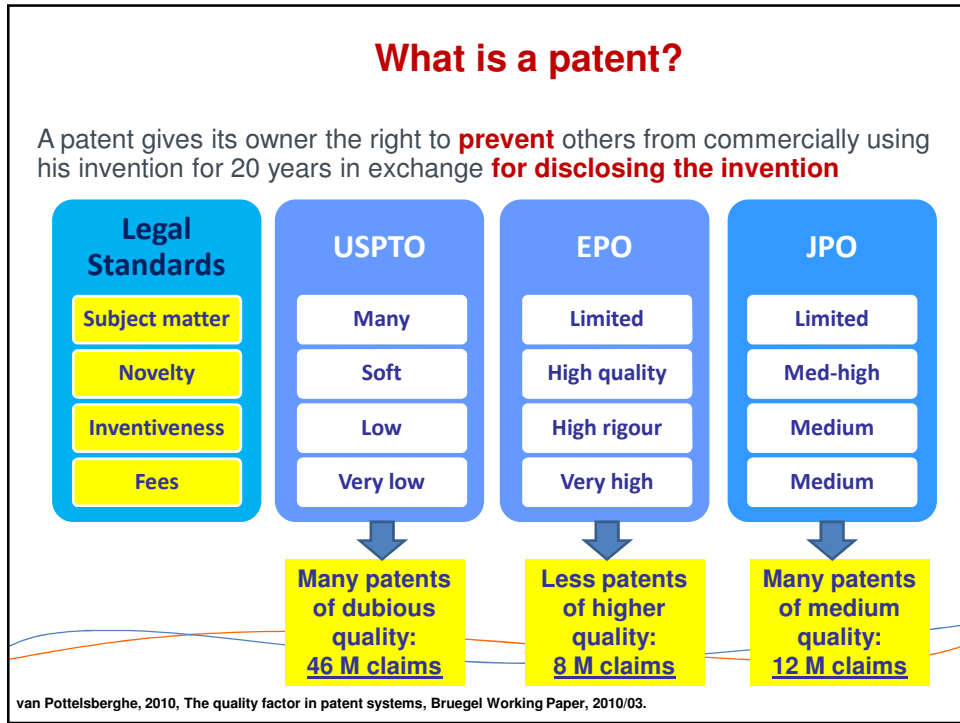 What is a patent?
A patent gives its owner the right to prevent others from commercially using
his invention for 20 years in exchange for disclosing the invention
Legal
Standards
Subject matter
Novelty
Inventiveness
Fees
USPTO
Many
Soft
Low
Very low
EPO
Limited
High quality
High rigour
Very high
JPO
Limited
Med-high
Medium
Medium
Many patents
of dubious
quality:
46 M claims
Less patents
of higher
quality:
8 M claims
Many patents
of medium
quality:
12 M claims
van Pottelsberghe, 2010, The quality factor in patent systems, Bruegel Working Paper, 2010/03.